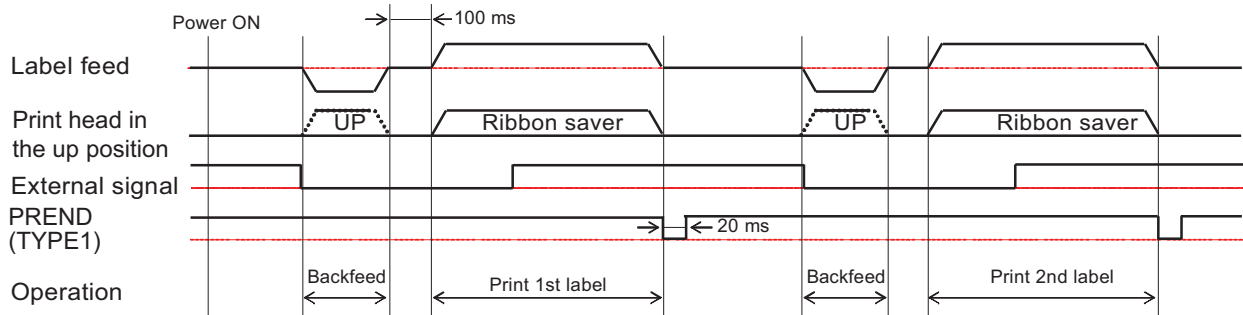 Power ON
100 ms
Label feed
Print head in
the up position
UP
Ribbon saver
UP
Ribbon saver
External signal
PREND
(TYPE1)
20 ms
Operation
Backfeed
Print 1st label
Backfeed
Print 2nd label